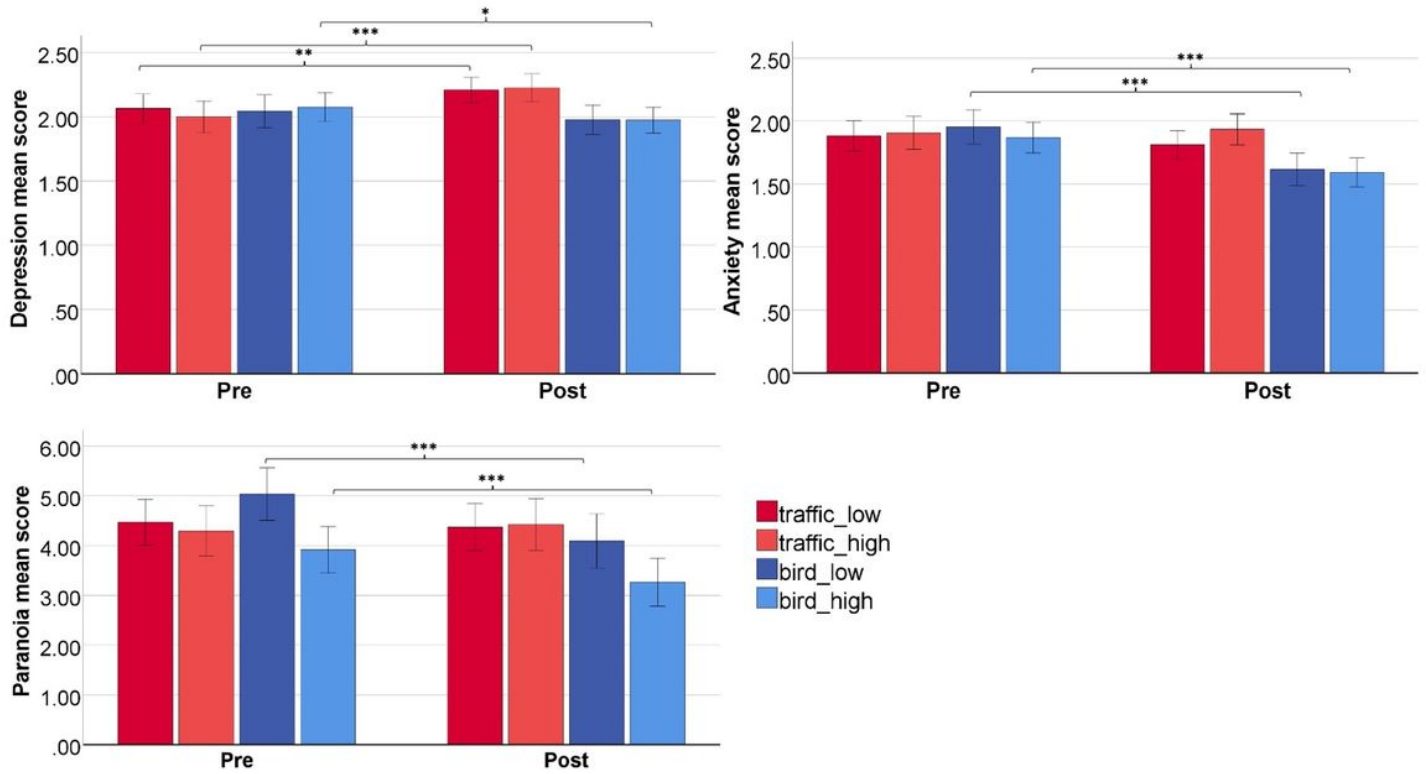 *
***
**
2.50
2.00
1.50
1.00
.50
.00
Depression mean score
Pre
Post
***
***
2.50
2.00
1.50
1.00
.50
.00
Anxiety mean score
Pre
Post
***
***
6.00
5.00
4.00
3.00
2.00
1.00
.00
Paranoia mean score
Pre
Post
traffic_low
traffic_high
bird_low
bird_high